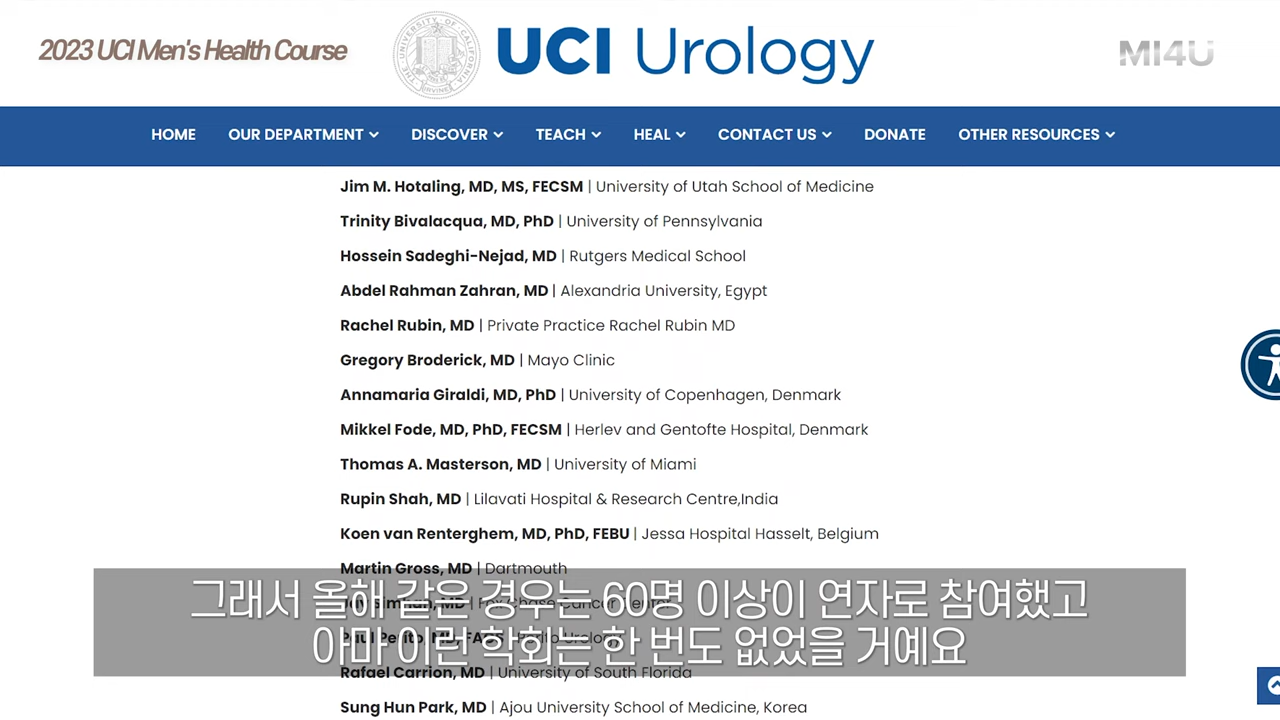 2023 UCI Men's Health Course
UCI Urology
MI4U
HOME OUR DEPARTMENT DISCOVER TEACH HEAL CONTACT US DONATE OTHER RESOURCES
Jim M. Hotaling, MD, MS, FECSM | University of Utah School of Medicine
Trinity Bivalacqua, MD, PhD | University of Pennsylvania
Hossein Sadeghi-Nejad, MD | Rutgers Medical School
Abdel Rahman Zahran, MD | Alexandria University, Egypt
Rachel Rubin, MD | Private Practice Rachel Rubin MD
Gregory Broderick, MD | Mayo Clinic
Annamaria Giraldi, MD, PhD | University of Copenhagen, Denmark
Mikkel Fode, MD, PhD, FECSM | Herlev and Gentofte Hospital, Denmark
Thomas A. Masterson, MD | University of Miami
Rupin Shah, MD | Lilavati Hospital & Research Centre,India
Koen van Renterghem, MD, PhD, FEBU | Jessa Hospital Hasselt, Belgium
Martin Gross, MD | Dartmouth
그래서 올해 같은 경우는 60명 이상이 연자로 참여했고
아마 이런 학회는 한 번도 없었을 거예요
Rafael Carrion, MD | University of South Florida
Sung Hun Park, MD | Ajou University School of Medicine, Korea